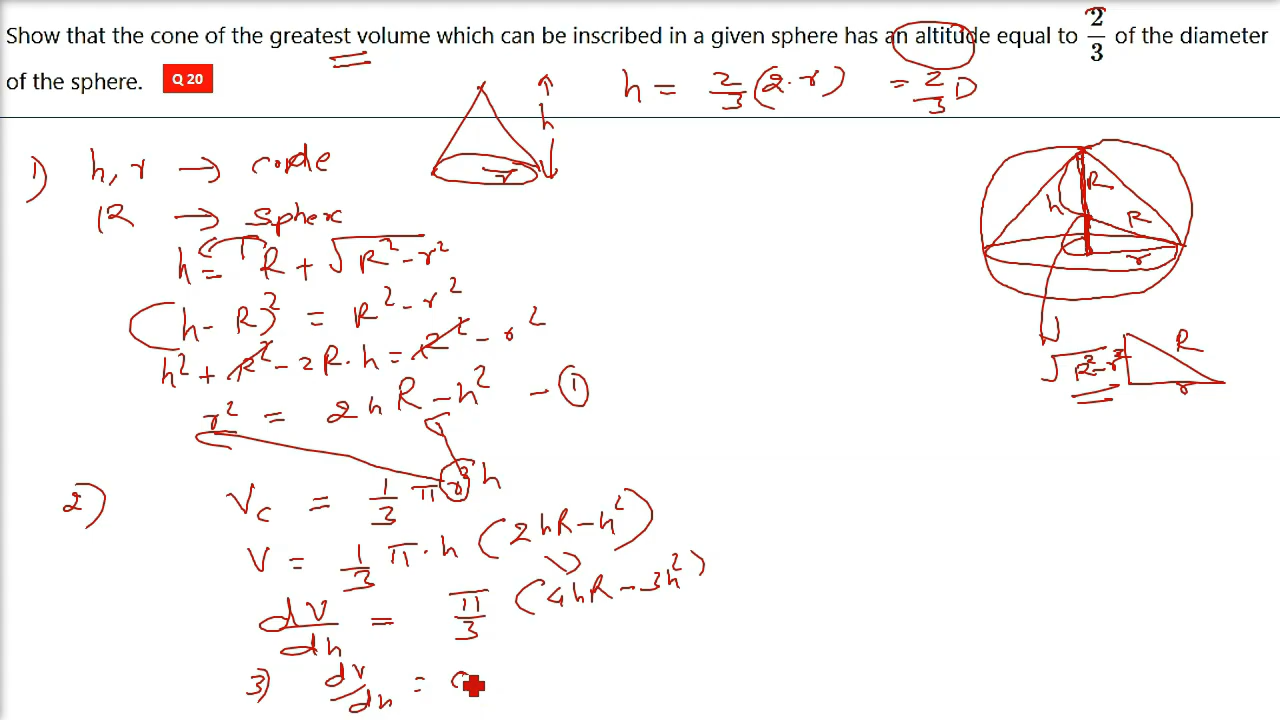 Show that the cone of the greatest volume which can be inscribed in a given sphere has an altitude equal to 2/3 of the diameter
of the sphere. Q 20
h = 2/3 (2·r) = 2/3 D
h
r
1) h, r → cone
R → Sphere
h = R + √(R² - r²)
(h - R)² = R² - r²
h² + R² - 2R·h = R² - r²
r² = 2hR - h² - ①
R
h
R
r
√(R² - r²)
R
r
2) Vc = 1/3 π r² h
V = 1/3 π·h (2hR - h²)
dV/dh = π/3 (4hR - 3h²)
3) dv/dh =